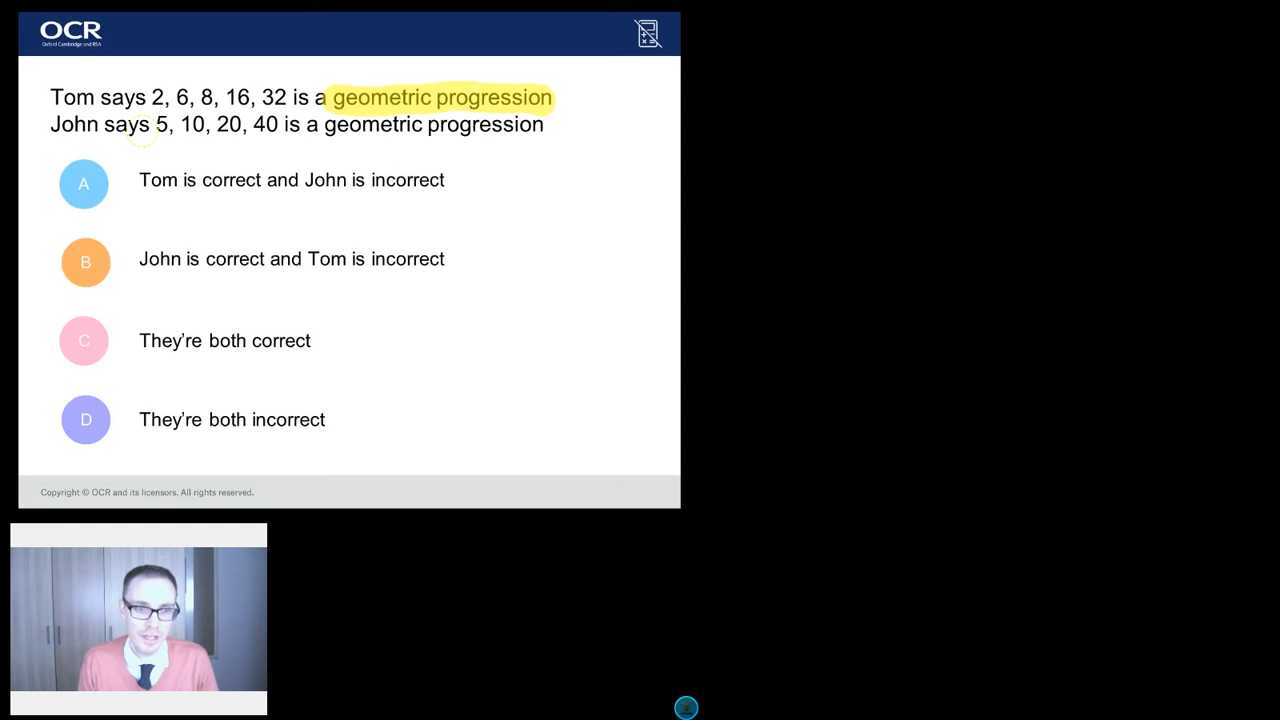 OCR
Oxford Cambridge and RSA
Tom says 2, 6, 8, 16, 32 is a geometric progression
John says 5, 10, 20, 40 is a geometric progression
A Tom is correct and John is incorrect
B John is correct and Tom is incorrect
C They’re both correct
D They’re both incorrect
Copyright © OCR and its licensors. All rights reserved.